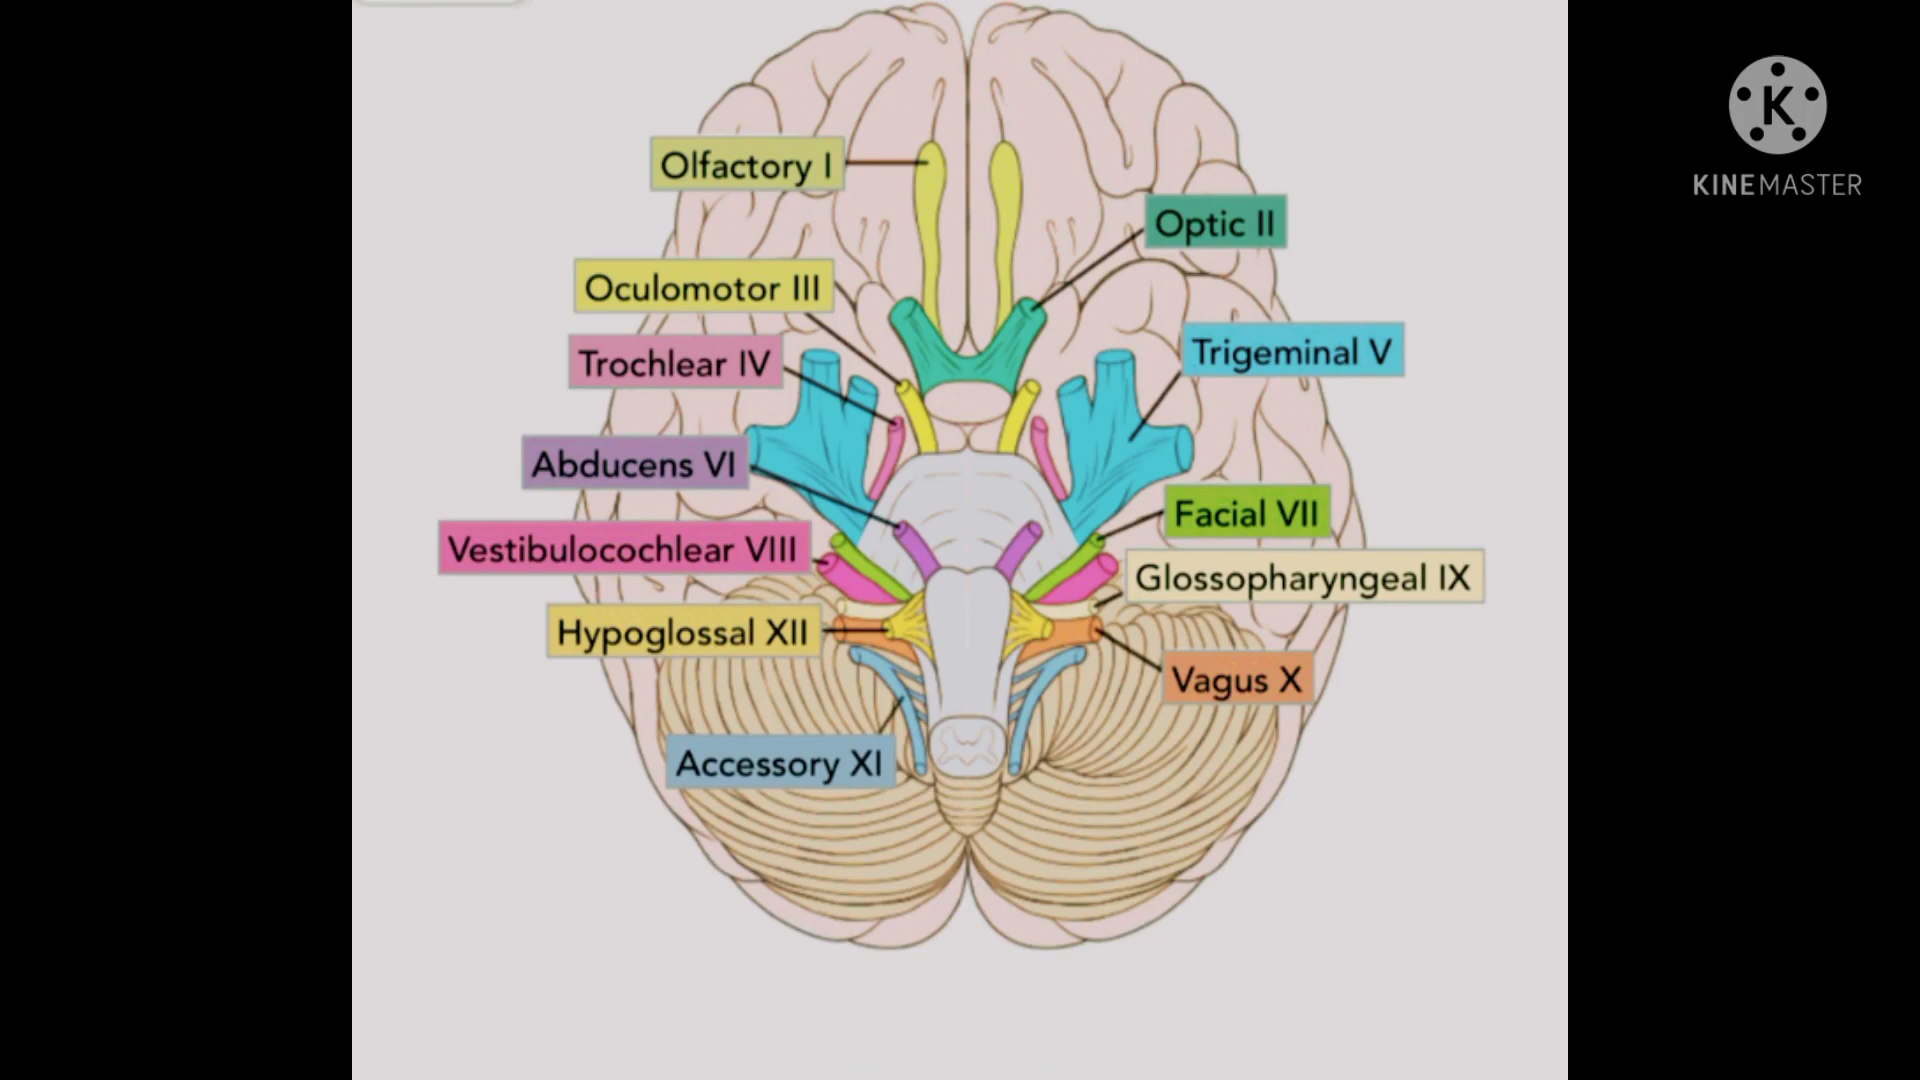 Olfactory I
Optic II
Oculomotor III
Trochlear IV
Trigeminal V
Abducens VI
Facial VII
Vestibulocochlear VIII
Glossopharyngeal IX
Hypoglossal XII
Vagus X
Accessory XI
K
KINEMASTER